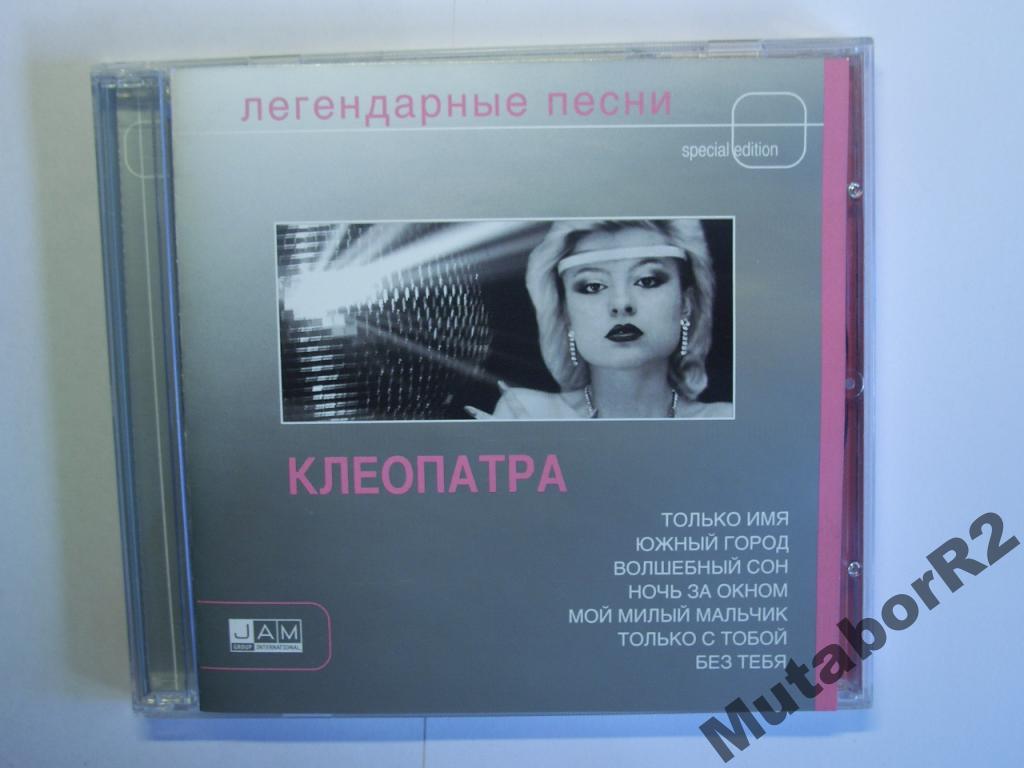 легендарные песни
special edition
КЛЕОПАТРА
ТОЛЬКО ИМЯ
ЮЖНЫЙ ГОРОД
ВОЛШЕБНЫЙ СОН
НОЧЬ ЗА ОКНОМ
МОЙ МИЛЫЙ МАЛЬЧИК
ТОЛЬКО С ТОБОЙ
БЕЗ ТЕБЯ
JAM
GROUP INTERNATIONAL
MutaborR2